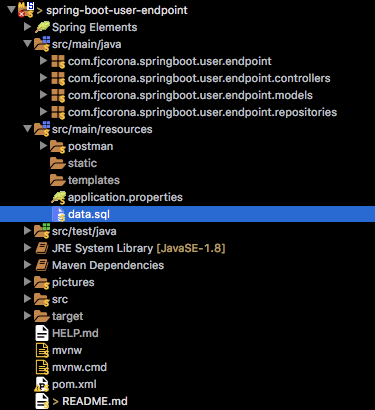 > spring-boot-user-endpoint
Spring Elements
src/main/java
com.fjcorona.springboot.user.endpoint
com.fjcorona.springboot.user.endpoint.controllers
com.fjcorona.springboot.user.endpoint.models
com.fjcorona.springboot.user.endpoint.repositories
src/main/resources
postman
static
templates
application.properties
data.sql
src/test/java
JRE System Library [JavaSE-1.8]
Maven Dependencies
pictures
src
target
HELP.md
mvnw
mvnw.cmd
pom.xml
> README.md